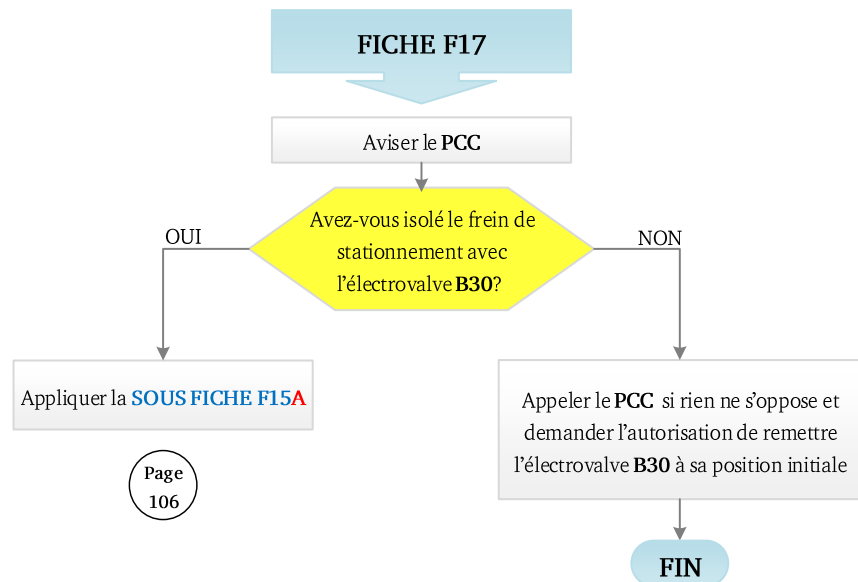 FICHE F17
Aviser le PCC
Avez-vous isolé le frein de
stationnement avec
l'électrovalve B30?
OUI
NON
Appliquer la SOUS FICHE F15A
Page
106
Appeler le PCC si rien ne s'oppose et
demander l'autorisation de remettre
l'électrovalve B30 à sa position initiale
FIN